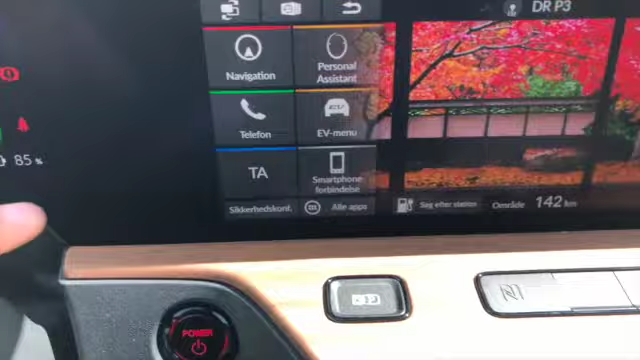 DR P3
Navigation
Personal
Assistant
Telefon
EV-menu
85 %
TA
Smartphone
forbindelse
Sikkerhedskont.
Alle apps
Søg efter station
Område 142 km
POWER